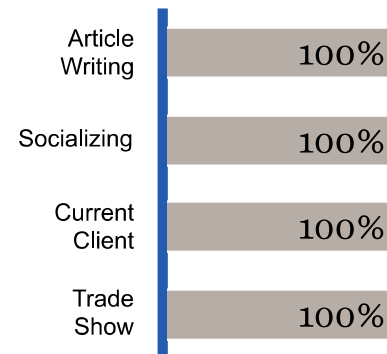 Article
Writing
100%
Socializing
100%
Current
Client
100%
Trade
Show
100%